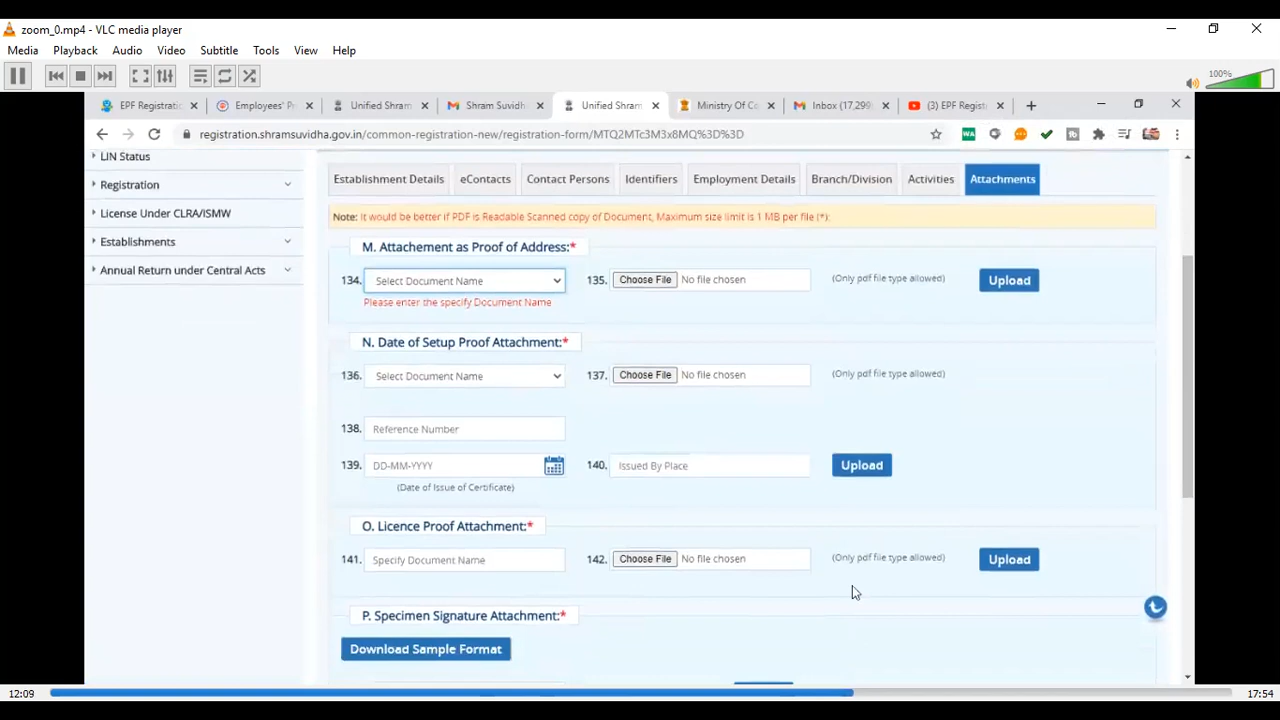 zoom_0.mp4 - VLC media player
Media Playback Audio Video Subtitle Tools View Help
100%
EPF Registratio Employees' Pr Unified Shram Shram Suvidh Unified Shram Ministry Of Co Inbox (17,299 (3) EPF Regist
registration.shramsuvidha.gov.in/common-registration-new/registration-form/MTQ2MTc3M3x8MQ%3D%3D
WA
LIN Status
Registration
License Under CLRA/ISMW
Establishments
Annual Return under Central Acts
Establishment Details eContacts Contact Persons Identifiers Employment Details Branch/Division Activities Attachments
Note: It would be better if PDF is Readable Scanned copy of Document, Maximum size limit is 1 MB per file (*);
M. Attachement as Proof of Address:*
134. Select Document Name 135. Choose File No file chosen (Only pdf file type allowed) Upload
Please enter the specify Document Name
N. Date of Setup Proof Attachment:*
136. Select Document Name 137. Choose File No file chosen (Only pdf file type allowed)
138. Reference Number
139. DD-MM-YYYY 140. Issued By Place Upload
(Date of Issue of Certificate)
O. Licence Proof Attachment:*
141. Specify Document Name 142. Choose File No file chosen (Only pdf file type allowed) Upload
P. Specimen Signature Attachment:*
Download Sample Format
12:09 17:54